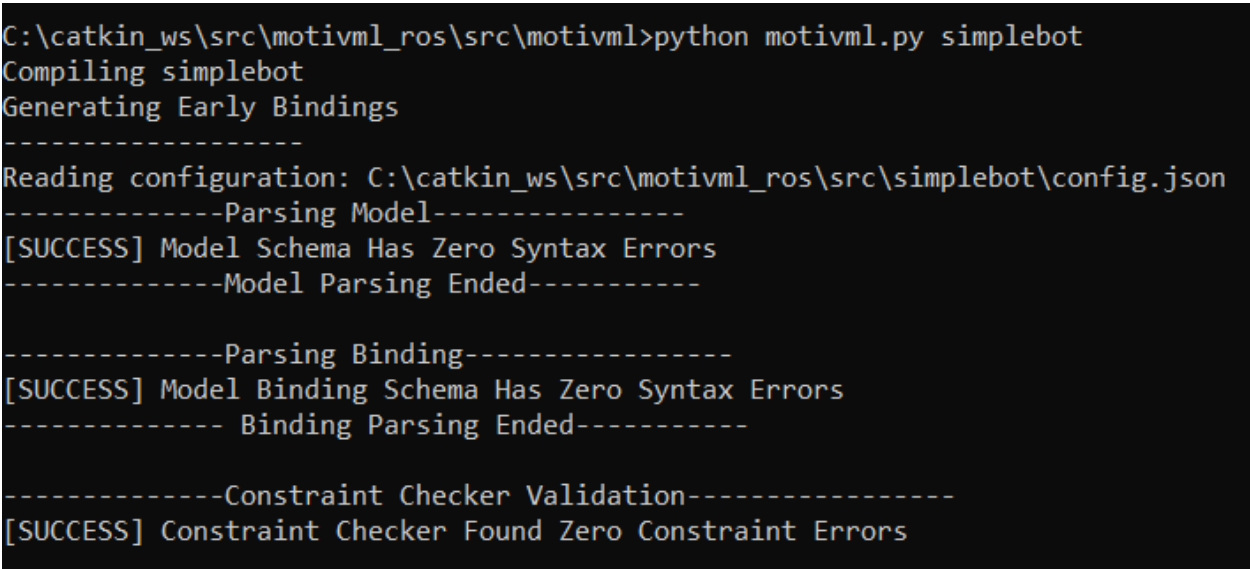 C:\catkin_ws\src\motivml_ros\src\motivml>python motivml.py simplebot
Compiling simplebot
Generating Early Bindings
-------------------
Reading configuration: C:\catkin_ws\src\motivml_ros\src\simplebot\config.json
--------------Parsing Model----------------
[SUCCESS] Model Schema Has Zero Syntax Errors
--------------Model Parsing Ended-----------
--------------Parsing Binding-----------------
[SUCCESS] Model Binding Schema Has Zero Syntax Errors
-------------- Binding Parsing Ended-----------
--------------Constraint Checker Validation-----------------
[SUCCESS] Constraint Checker Found Zero Constraint Errors